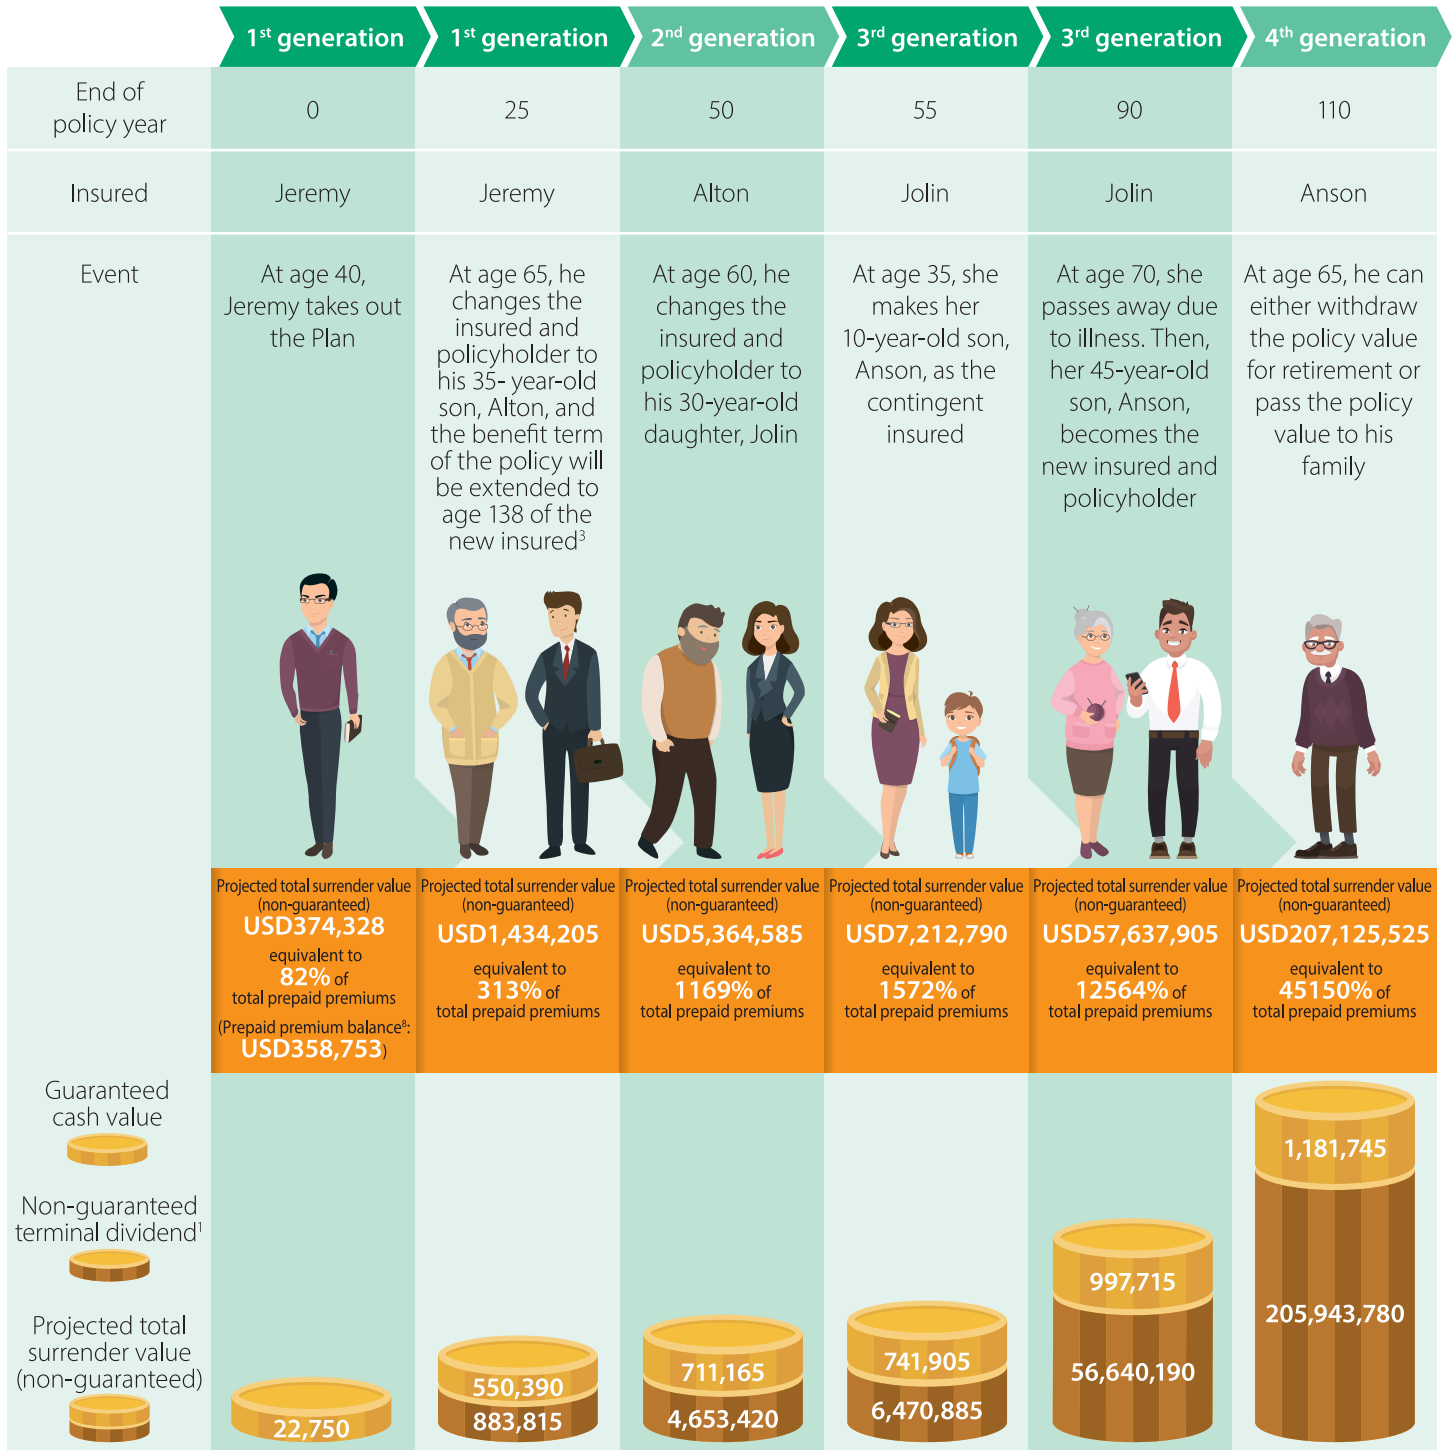 1st generation
1st generation
2nd generation
3rd generation
3rd generation
4th generation
End of
policy year
0
25
50
55
90
110
Insured
Jeremy
Jeremy
Alton
Jolin
Jolin
Anson
Event
At age 40,
Jeremy takes out
the Plan
At age 65, he
changes the
insured and
policyholder to
his 35- year-old
son, Alton, and
the benefit term
of the policy will
be extended to
age 138 of the
new insured3
At age 60, he
changes the
insured and
policyholder to
his 30-year-old
daughter, Jolin
At age 35, she
makes her
10-year-old son,
Anson, as the
contingent
insured
At age 70, she
passes away due
to illness. Then,
her 45-year-old
son, Anson,
becomes the
new insured and
policyholder
At age 65, he can
either withdraw
the policy value
for retirement or
pass the policy
value to his
family
Projected total surrender value
(non-guaranteed)
USD374,328
equivalent to
82% of
total prepaid premiums
(Prepaid premium balance8:
USD358,753)
Projected total surrender value
(non-guaranteed)
USD1,434,205
equivalent to
313% of
total prepaid premiums
Projected total surrender value
(non-guaranteed)
USD5,364,585
equivalent to
1169% of
total prepaid premiums
Projected total surrender value
(non-guaranteed)
USD7,212,790
equivalent to
1572% of
total prepaid premiums
Projected total surrender value
(non-guaranteed)
USD57,637,905
equivalent to
12564% of
total prepaid premiums
Projected total surrender value
(non-guaranteed)
USD207,125,525
equivalent to
45150% of
total prepaid premiums
Guaranteed
cash value
Non-guaranteed
terminal dividend1
Projected total
surrender value
(non-guaranteed)
22,750
550,390
883,815
711,165
4,653,420
741,905
6,470,885
997,715
56,640,190
1,181,745
205,943,780